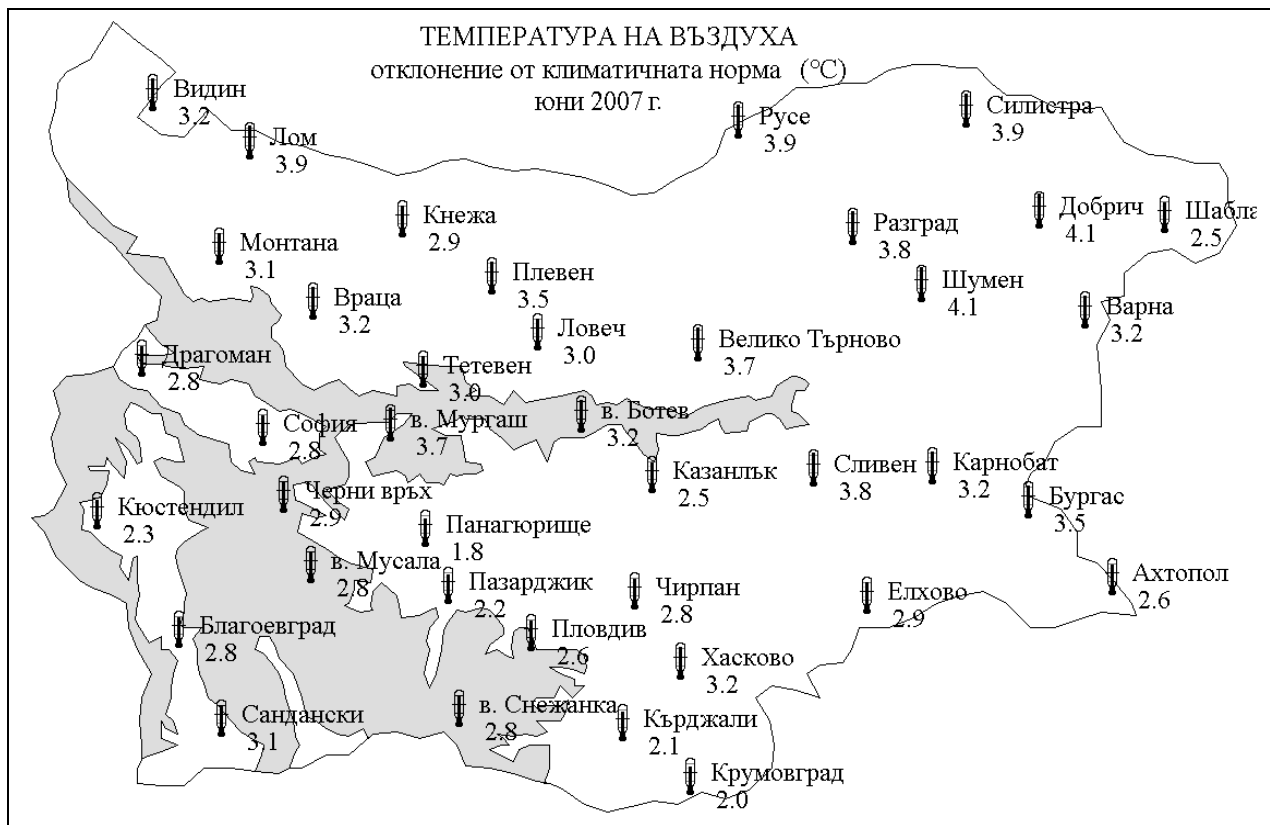 ТЕМПЕРАТУРА НА ВЪЗДУХА
отклонение от климатичната норма (°C)
юни 2007 г.
Видин
3.2
Лом
3.9
Русе
3.9
Силистра
3.9
Кнежа
2.9
Монтана
3.1
Разград
3.8
Добрич
4.1
Шабла
2.5
Плевен
3.5
Враца
3.2
Шумен
4.1
Варна
3.2
Ловеч
3.0
Велико Търново
3.7
Драгоман
2.8
Тетевен
3.0
София
2.8
в. Мургаш
3.7
в. Ботев
3.2
Казанлък
2.5
Сливен
3.8
Карнобат
3.2
Черни връх
2.9
Кюстендил
2.3
Бургас
3.5
Панагюрище
1.8
в. Мусала
2.8
Пазарджик
2.2
Чирпан
2.8
Елхово
2.9
Ахтопол
2.6
Благоевград
2.8
Пловдив
2.6
Хасково
3.2
в. Снежанка
2.8
Сандански
3.1
Кърджали
2.1
Крумовград
2.0